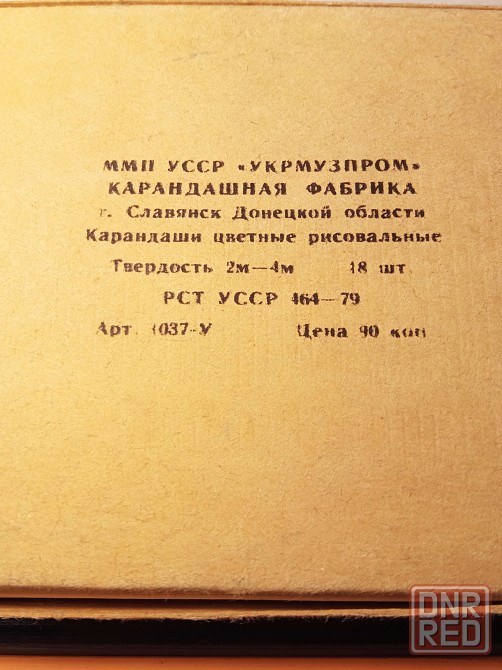 ММП УССР «УКРМУЗПРОМ»
КАРАНДАШНАЯ ФАБРИКА
г. Славянск Донецкой области
Карандаши цветные рисовальные
Твердость 2м—4м 18 шт
РСТ УССР 464—79
Арт. 1037-У Цена 90 коп
DNR
RED